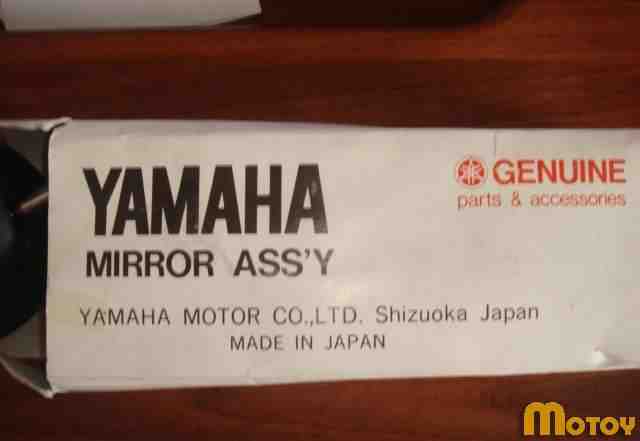 YAMAHA
MIRROR ASS'Y
GENUINE
parts & accessories
YAMAHA MOTOR CO.,LTD. Shizuoka Japan
MADE IN JAPAN
MOTOY